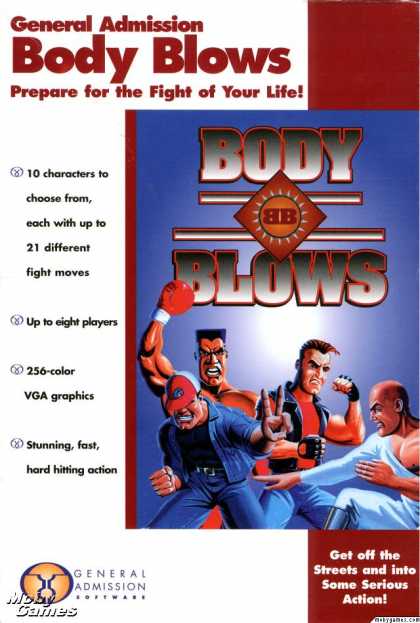 General Admission
Body Blows
Prepare for the Fight of Your Life!
BODY
BB
BLOWS
10 characters to
choose from,
each with up to
21 different
fight moves
Up to eight players
256-color
VGA graphics
Stunning, fast,
hard hitting action
GENERAL
ADMISSION
SOFTWARE
Moby
Games
Get off the
Streets and into
Some Serious
Action!
mobygames.com